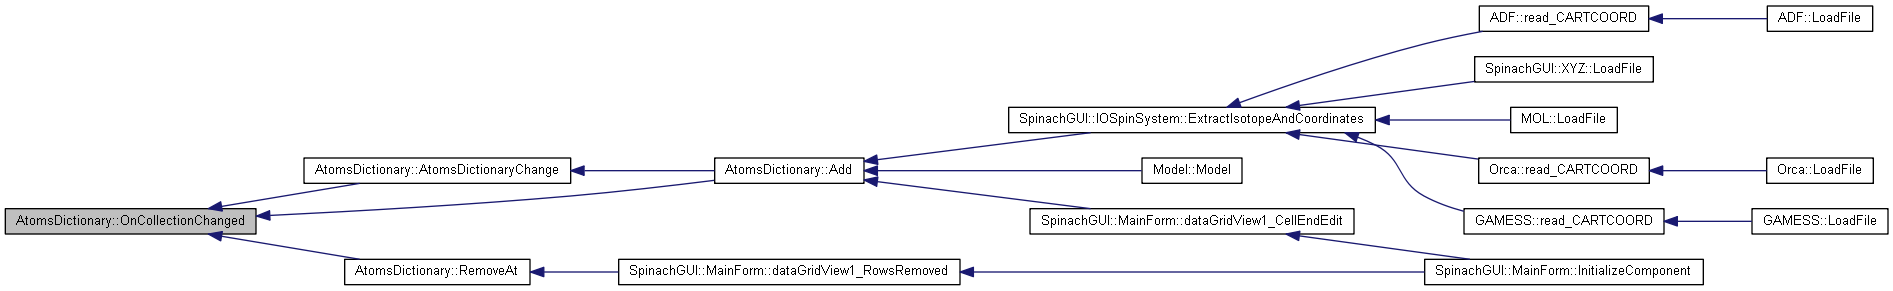 ADF::read_CARTCOORD
ADF::LoadFile
SpinachGUI::XYZ::LoadFile
SpinachGUI::IOSpinSystem::ExtractIsotopeAndCoordinates
MOL::LoadFile
AtomsDictionary::AtomsDictionaryChange
AtomsDictionary::Add
Model::Model
Orca::read_CARTCOORD
Orca::LoadFile
AtomsDictionary::OnCollectionChanged
SpinachGUI::MainForm::dataGridView1_CellEndEdit
GAMESS::read_CARTCOORD
GAMESS::LoadFile
AtomsDictionary::RemoveAt
SpinachGUI::MainForm::dataGridView1_RowsRemoved
SpinachGUI::MainForm::InitializeComponent